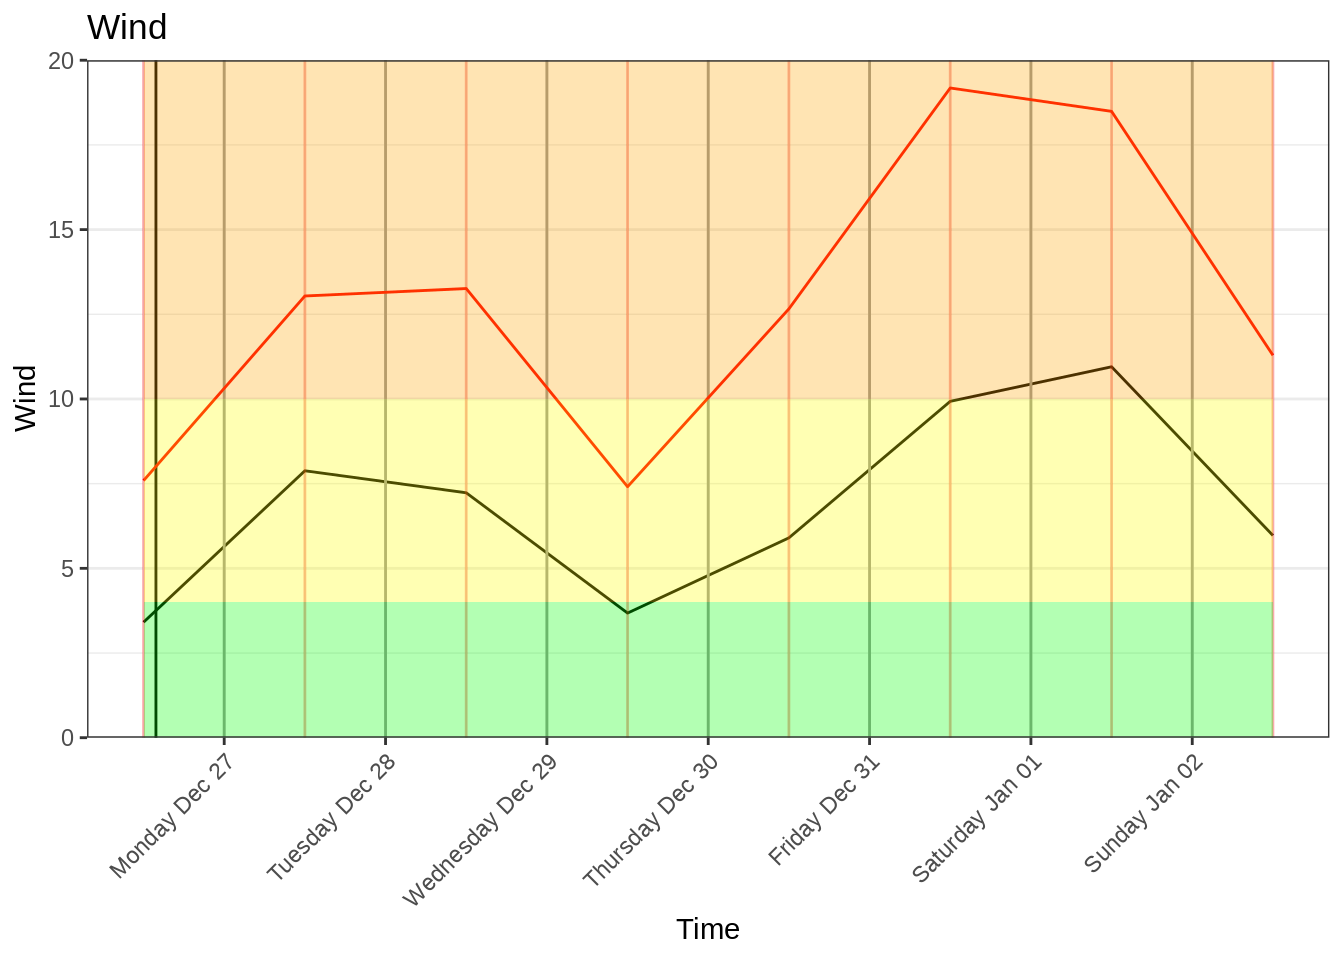 Wind
20
15
10
5
0
Wind
Monday Dec 27
Tuesday Dec 28
Wednesday Dec 29
Thursday Dec 30
Friday Dec 31
Saturday Jan 01
Sunday Jan 02
Time